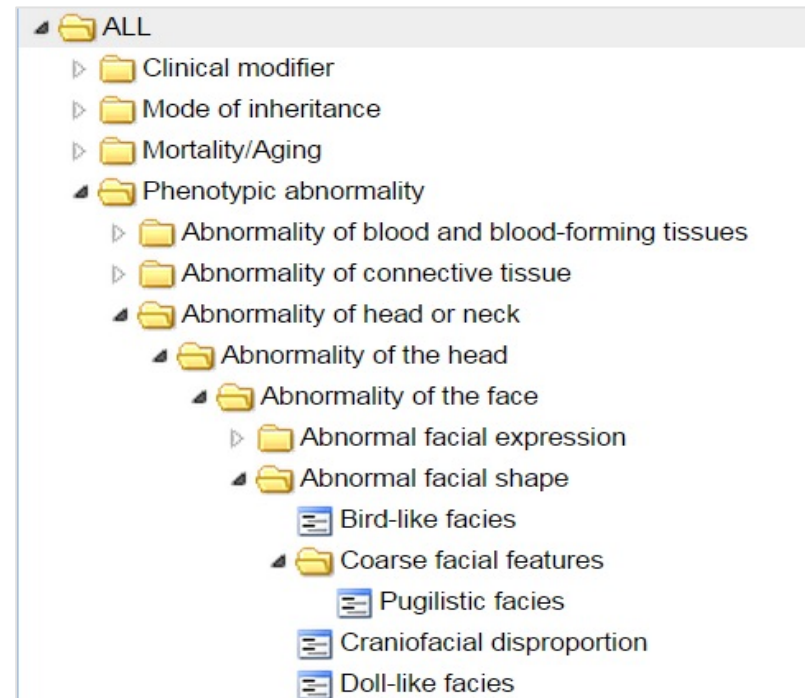 ALL
Clinical modifier
Mode of inheritance
Mortality/Aging
Phenotypic abnormality
Abnormality of blood and blood-forming tissues
Abnormality of connective tissue
Abnormality of head or neck
Abnormality of the head
Abnormality of the face
Abnormal facial expression
Abnormal facial shape
Bird-like facies
Coarse facial features
Pugilistic facies
Craniofacial disproportion
Doll-like facies